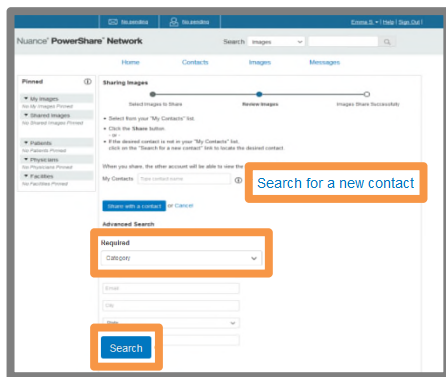 No pending No pending Emma S. | Help | Sign Out |
Nuance® PowerShare™ Network Search Images
Home Contacts Images Messages
Pinned
My Images
No My Images Pinned
Shared Images
No Shared Images Pinned
Patients
No Patients Pinned
Physicians
No Physicians Pinned
Facilities
No Facilities Pinned
Sharing Images
Select Images to Share Review Images Images Share Successfully
• Select from your "My Contacts" list.
• Click the Share button
- or -
• If the desired contact is not in your "My Contacts" list,
click on the "Search for a new contact" link to locate the desired contact.
When you share, the other account will be able to view the
My Contacts Type contact name
Search for a new contact
Share with a contact or Cancel
Advanced Search
Required
Category
Email
City
State
Search